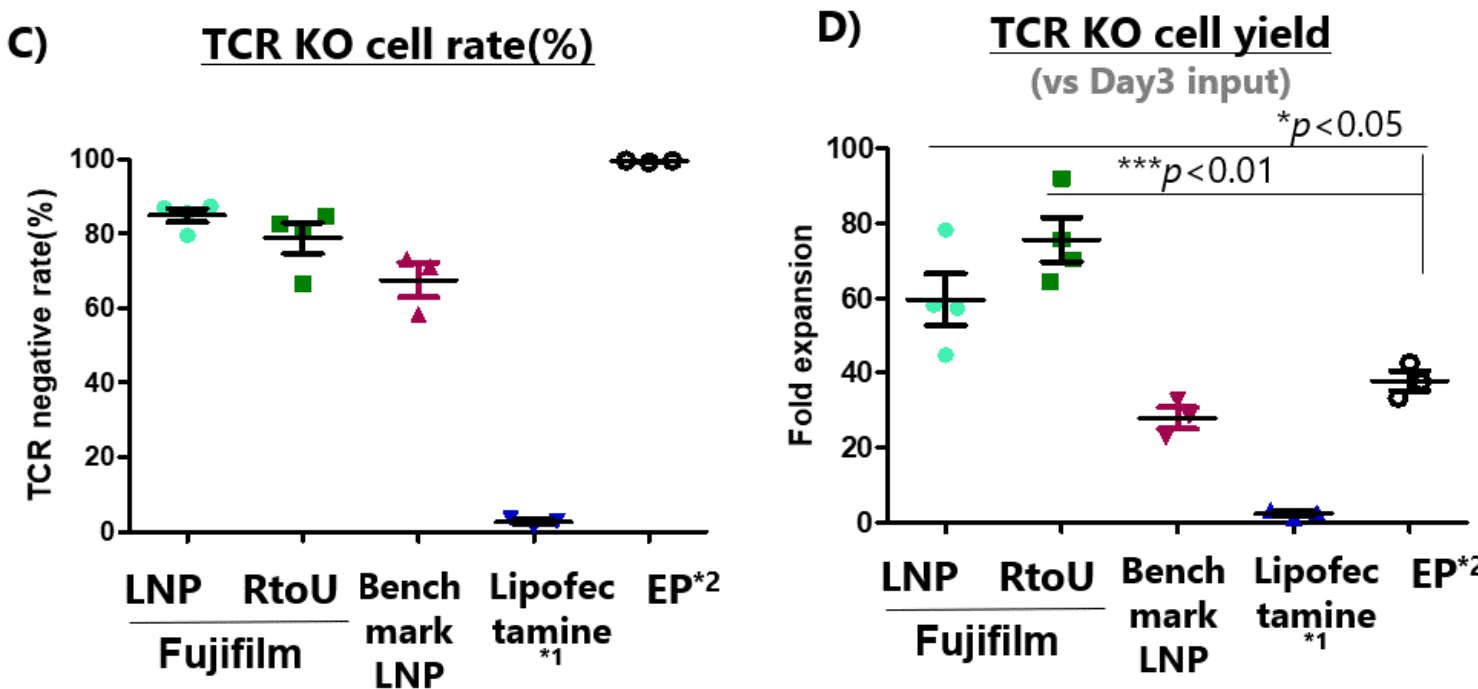 C)
TCR KO cell rate(%)
TCR negative rate(%)
100
80
60
40
20
0
LNP
RtoU
Fujifilm
Bench
mark
LNP
Lipofec
tamine
*1
EP*2
D)
TCR KO cell yield
(vs Day3 input)
*p<0.05
***p<0.01
Fold expansion
100
80
60
40
20
0
LNP
RtoU
Fujifilm
Bench
mark
LNP
Lipofec
tamine
*1
EP*2